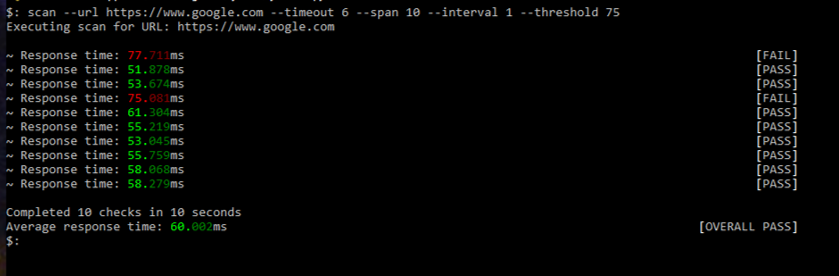 $: scan --url https://www.google.com --timeout 6 --span 10 --interval 1 --threshold 75
Executing scan for URL: https://www.google.com
~ Response time: 77.711ms [FAIL]
~ Response time: 51.878ms [PASS]
~ Response time: 53.674ms [PASS]
~ Response time: 75.081ms [FAIL]
~ Response time: 61.304ms [PASS]
~ Response time: 55.219ms [PASS]
~ Response time: 53.045ms [PASS]
~ Response time: 55.759ms [PASS]
~ Response time: 58.068ms [PASS]
~ Response time: 58.279ms [PASS]
Completed 10 checks in 10 seconds
Average response time: 60.002ms [OVERALL PASS]
$: